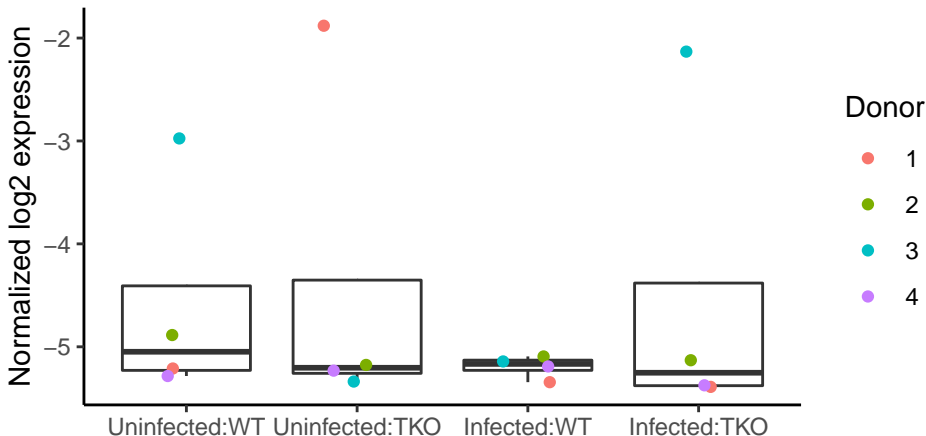 Normalized log2 expression
−2
−3
−4
−5
Uninfected:WT
Uninfected:TKO
Infected:WT
Infected:TKO
Donor
1
2
3
4